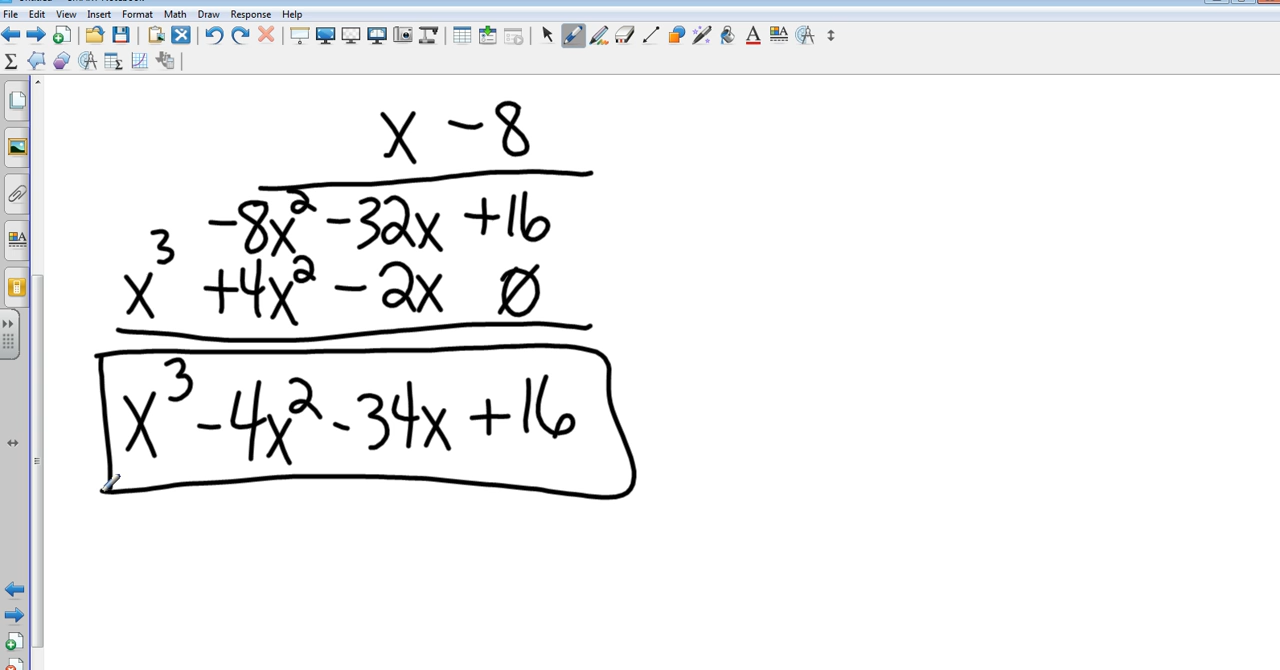 File Edit View Insert Format Math Draw Response Help
x - 8
-8x² - 32x + 16
x³ + 4x² - 2x 0
x³ - 4x² - 34x + 16